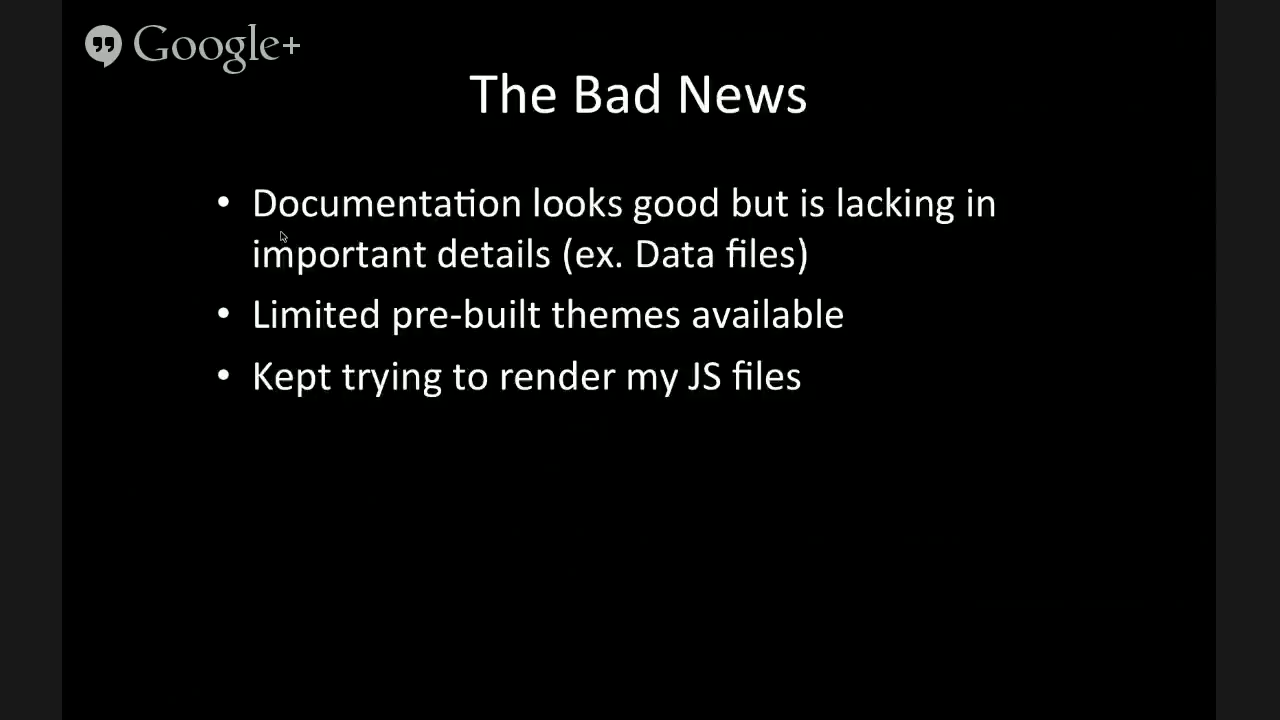 Google+
The Bad News
• Documentation looks good but is lacking in
important details (ex. Data files)
• Limited pre-built themes available
• Kept trying to render my JS files